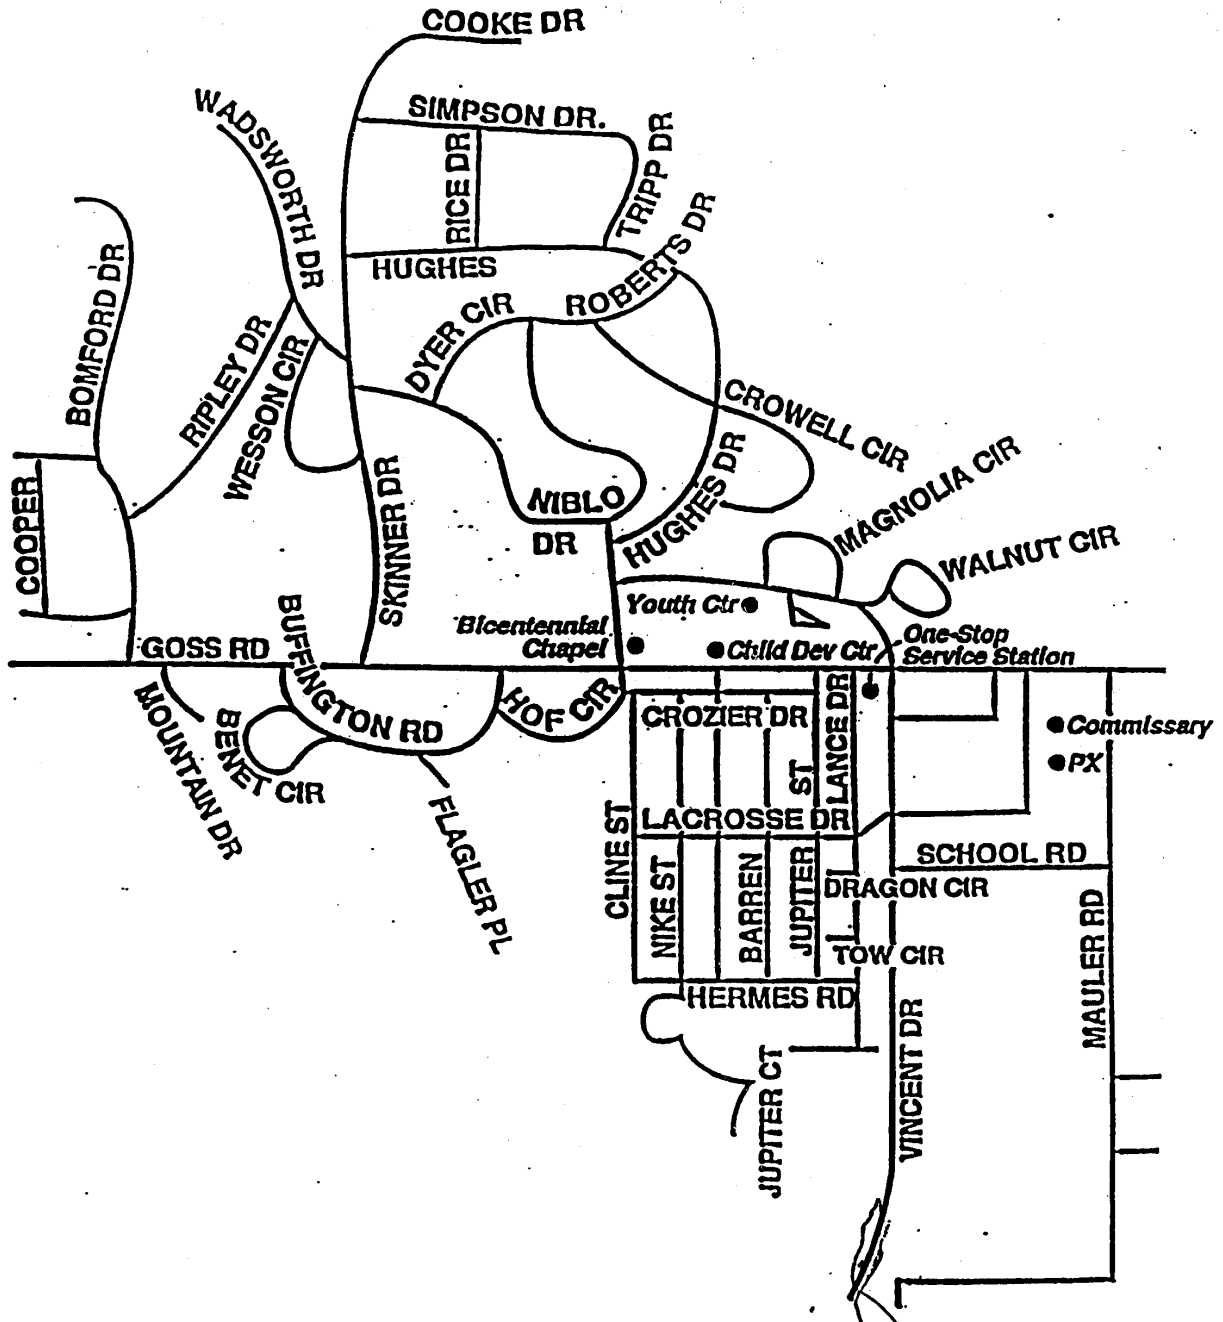 COOKE DR
WADSWORTH DR
SIMPSON DR.
RICE DR
TRIPP DR
HUGHES
ROBERTS DR
BOMFORD DR
RIPLEY DR
WESSON CIR
DYER CIR
CROWELL CIR
COOPER
SKINNER DR
NIBLO
DR
HUGHES DR
MAGNOLIA CIR
WALNUT CIR
Youth Ctr
Bicentennial
Chapel
Child Dev Ctr
One-Stop
Service Station
GOSS RD
BUFFINGTON RD
HOF CIR
MOUNTAIN DR
BENET CIR
FLAGLER PL
CROZIER DR
LANCE DR
Commissary
PX
ST
CLINE ST
LACROSSE DR
NIKE ST
BARREN
JUPITER
SCHOOL RD
DRAGON CIR
TOW CIR
HERMES RD
MAULER RD
VINCENT DR
JUPITER CT